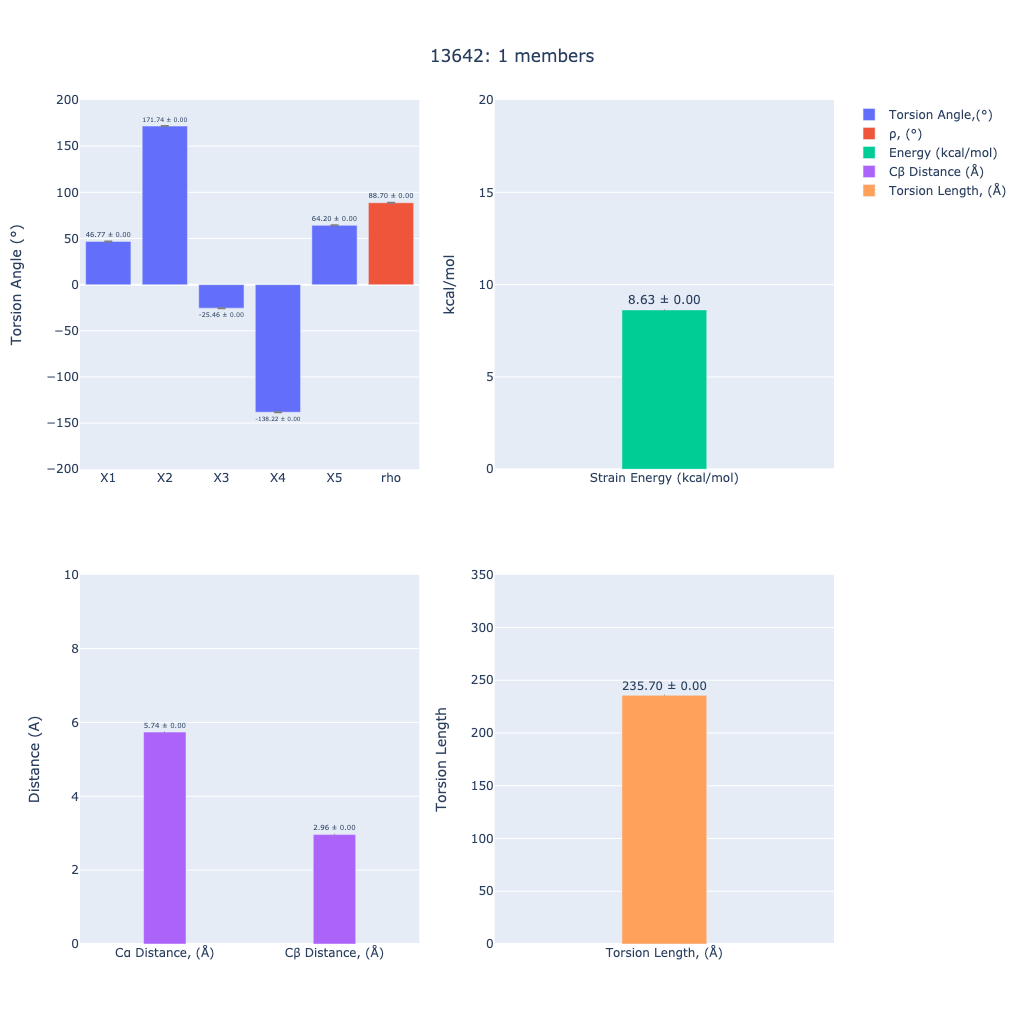 13642: 1 members
200
150
100
50
0
−50
−100
−150
−200
Torsion Angle (°)
46.77 ± 0.00
171.74 ± 0.00
-25.46 ± 0.00
-138.22 ± 0.00
64.20 ± 0.00
88.70 ± 0.00
X1 X2 X3 X4 X5 rho
20
15
10
5
0
kcal/mol
8.63 ± 0.00
Strain Energy (kcal/mol)
Torsion Angle,(°)
ρ, (°)
Energy (kcal/mol)
Cβ Distance (Å)
Torsion Length, (Å)
10
8
6
4
2
0
Distance (A)
5.74 ± 0.00
2.96 ± 0.00
Cα Distance, (Å) Cβ Distance, (Å)
350
300
250
200
150
100
50
0
Torsion Length
235.70 ± 0.00
Torsion Length, (Å)